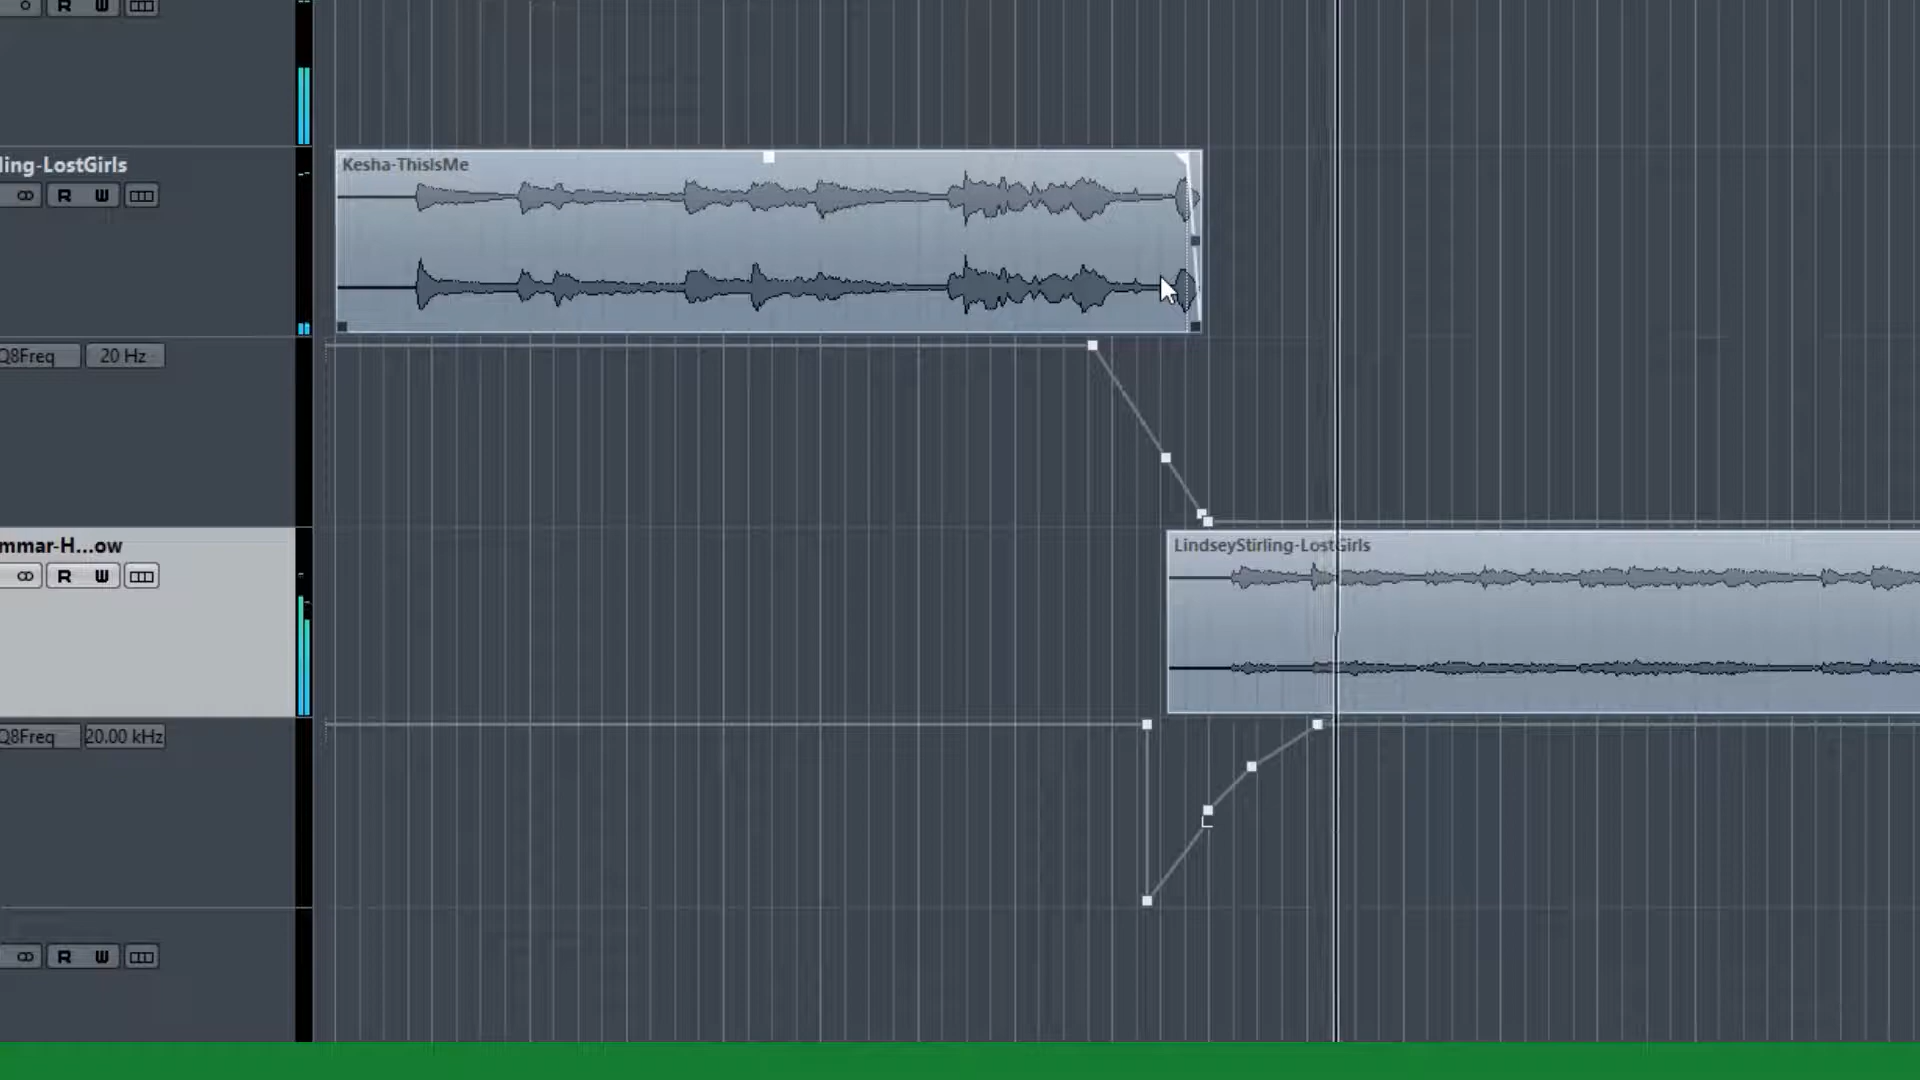 R W
ling-LostGirls
Kesha-ThisIsMe
R W
Q8Freq 20 Hz
mmar-H...ow
LindseyStirling-LostGirls
R W
Q8Freq 20.00 kHz
R W